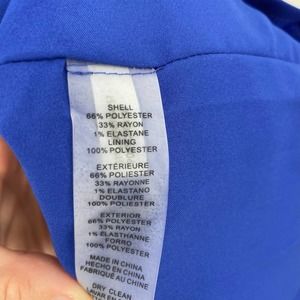 SHELL
66% POLYESTER
33% RAYON
1% ELASTANE
LINING
100% POLYESTER
EXTÉRIEURE
66% POLIESTER
33% RAYONNE
1% ELASTANO
DOUBLURE
100% POLIESTER
EXTERIOR
66% POLYESTER
33% RAYON
1% ELASTHANNE
FORRO
100% POLYESTER
MADE IN CHINA
HECHO EN CHINA
FABRIQUÉ AU CHINE
DRY CLEAN